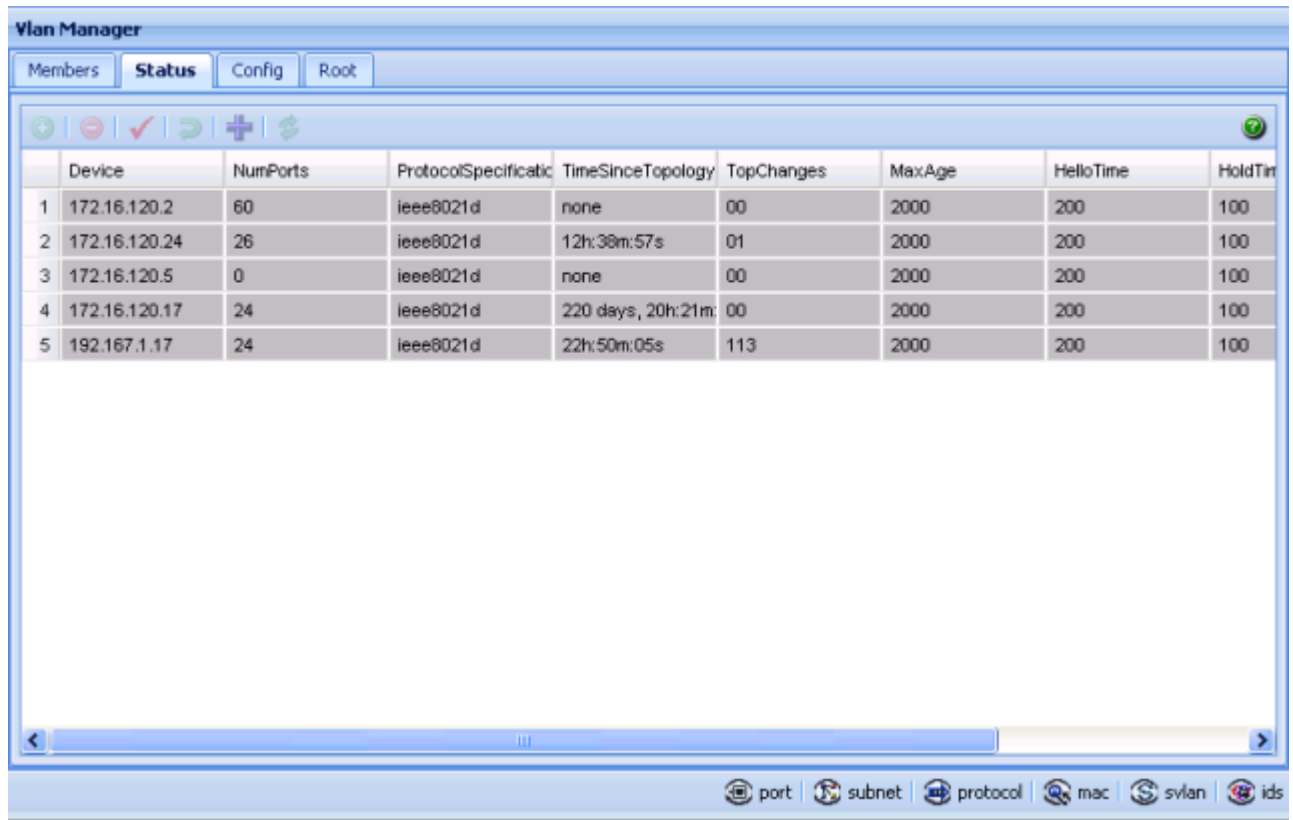 Vlan Manager
Members Status Config Root
Device NumPorts ProtocolSpecificatic TimeSinceTopology TopChanges MaxAge HelloTime HoldTim
1 172.16.120.2 60 ieee8021d none 00 2000 200 100
2 172.16.120.24 26 ieee8021d 12h:38m:57s 01 2000 200 100
3 172.16.120.5 0 ieee8021d none 00 2000 200 100
4 172.16.120.17 24 ieee8021d 220 days, 20h:21m: 00 2000 200 100
5 192.167.1.17 24 ieee8021d 22h:50m:05s 113 2000 200 100
port subnet protocol mac svlan ids